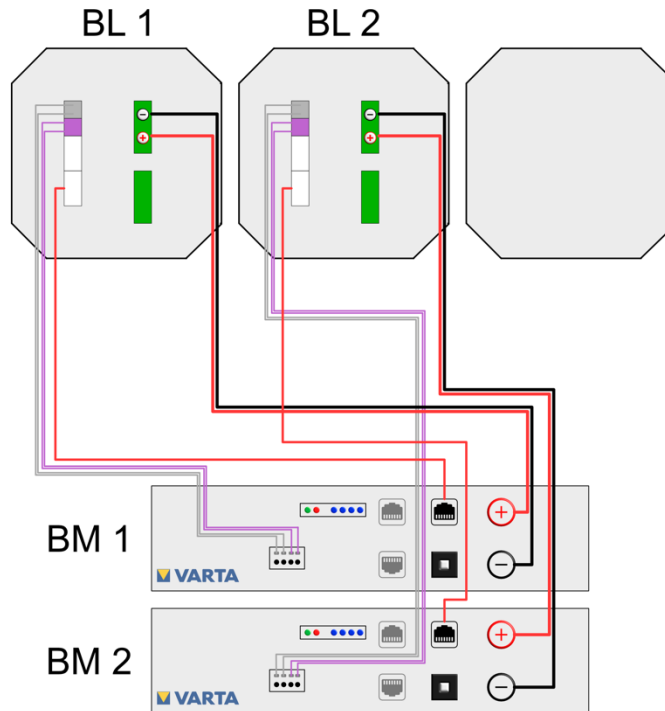 BL 1
BL 2
− −
+ +
BM 1
+
−
VARTA
BM 2
+
−
VARTA